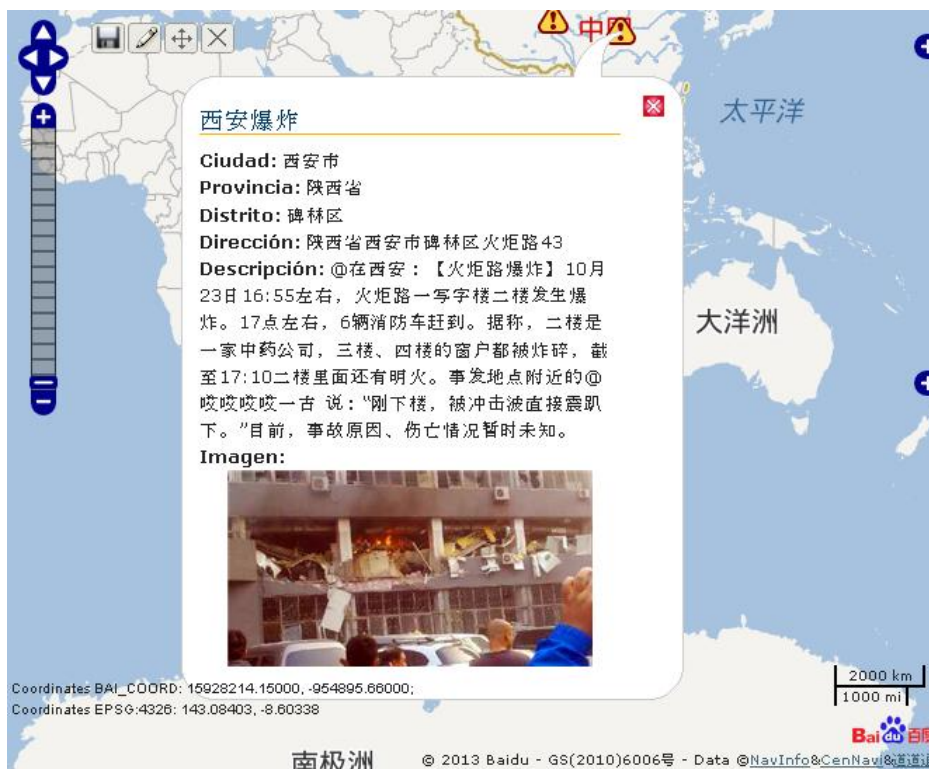 中国
太平洋
西安爆炸
Ciudad: 西安市
Provincia: 陕西省
Distrito: 碑林区
Dirección: 陕西省西安市碑林区火炬路43
Descripción: @在西安：【火炬路爆炸】10月
23日16:55左右，火炬路一写字楼二楼发生爆
炸。17点左右，6辆消防车赶到。据称，二楼是
一家中药公司，三楼、四楼的窗户都被炸碎，截
至17:10二楼里面还有明火。事发地点附近的@
哎哎哎哎一古 说：“刚下楼，被冲击波直接震趴
下。”目前，事故原因、伤亡情况暂时未知。
Imagen:
大洋洲
Coordinates BAI_COORD: 15928214.15000, -954895.66000;
Coordinates EPSG:4326: 143.08403, -8.60338
2000 km
1000 mi
Bai du 百度
南极洲
© 2013 Baidu - GS(2010)6006号 - Data @NavInfo&CenNavi&道道